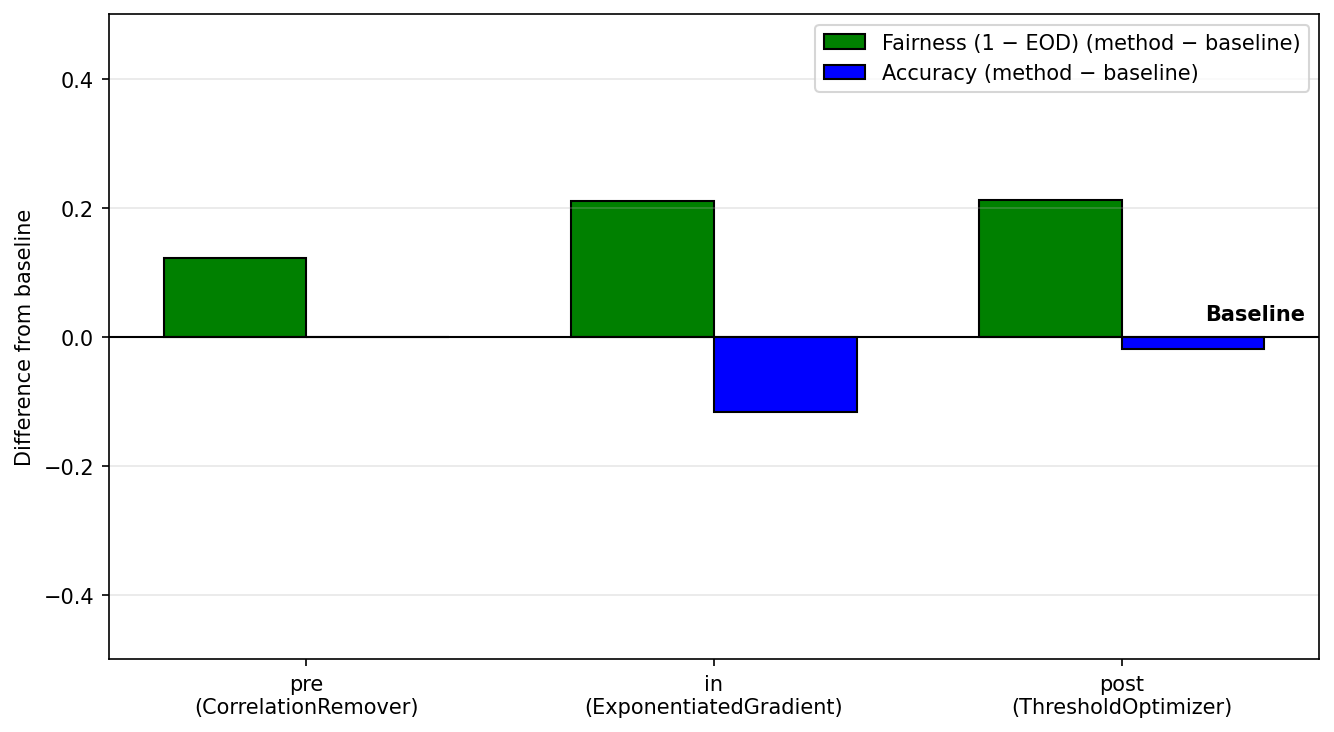 Fairness (1 − EOD) (method − baseline)
Accuracy (method − baseline)
Difference from baseline
0.4
0.2
0.0
−0.2
−0.4
Baseline
pre
(CorrelationRemover)
in
(ExponentiatedGradient)
post
(ThresholdOptimizer)